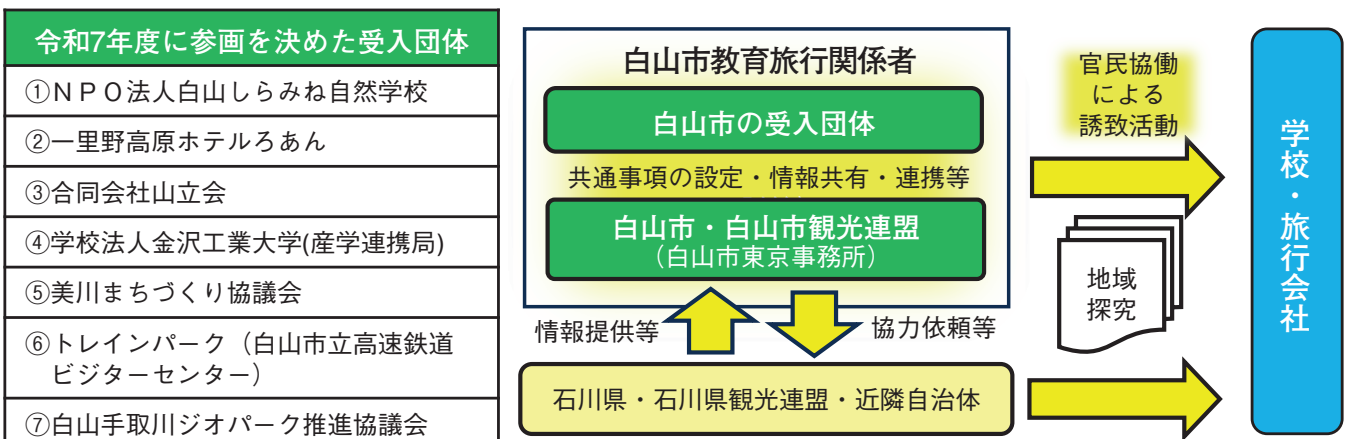 令和7年度に参画を決めた受入団体
①ＮＰＯ法人白山しらみね自然学校
②一里野高原ホテルろあん
③合同会社山立会
④学校法人金沢工業大学(産学連携局)
⑤美川まちづくり協議会
⑥トレインパーク（白山市立高速鉄道
ビジターセンター）
⑦白山手取川ジオパーク推進協議会
白山市教育旅行関係者
白山市の受入団体
共通事項の設定・情報共有・連携等
白山市・白山市観光連盟
（白山市東京事務所）
情報提供等
協力依頼等
石川県・石川県観光連盟・近隣自治体
官民協働
による
誘致活動
地域
探究
学校・旅行会社